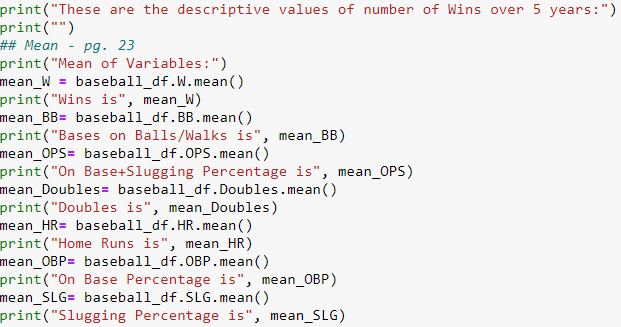 print("These are the descriptive values of number of Wins over 5 years:")
print("")
## Mean - pg. 23
print("Mean of Variables:")
mean_W = baseball_df.W.mean()
print("Wins is", mean_W)
mean_BB= baseball_df.BB.mean()
print("Bases on Balls/Walks is", mean_BB)
mean_OPS= baseball_df.OPS.mean()
print("On Base+Slugging Percentage is", mean_OPS)
mean_Doubles= baseball_df.Doubles.mean()
print("Doubles is", mean_Doubles)
mean_HR= baseball_df.HR.mean()
print("Home Runs is", mean_HR)
mean_OBP= baseball_df.OBP.mean()
print("On Base Percentage is", mean_OBP)
mean_SLG= baseball_df.SLG.mean()
print("Slugging Percentage is", mean_SLG)